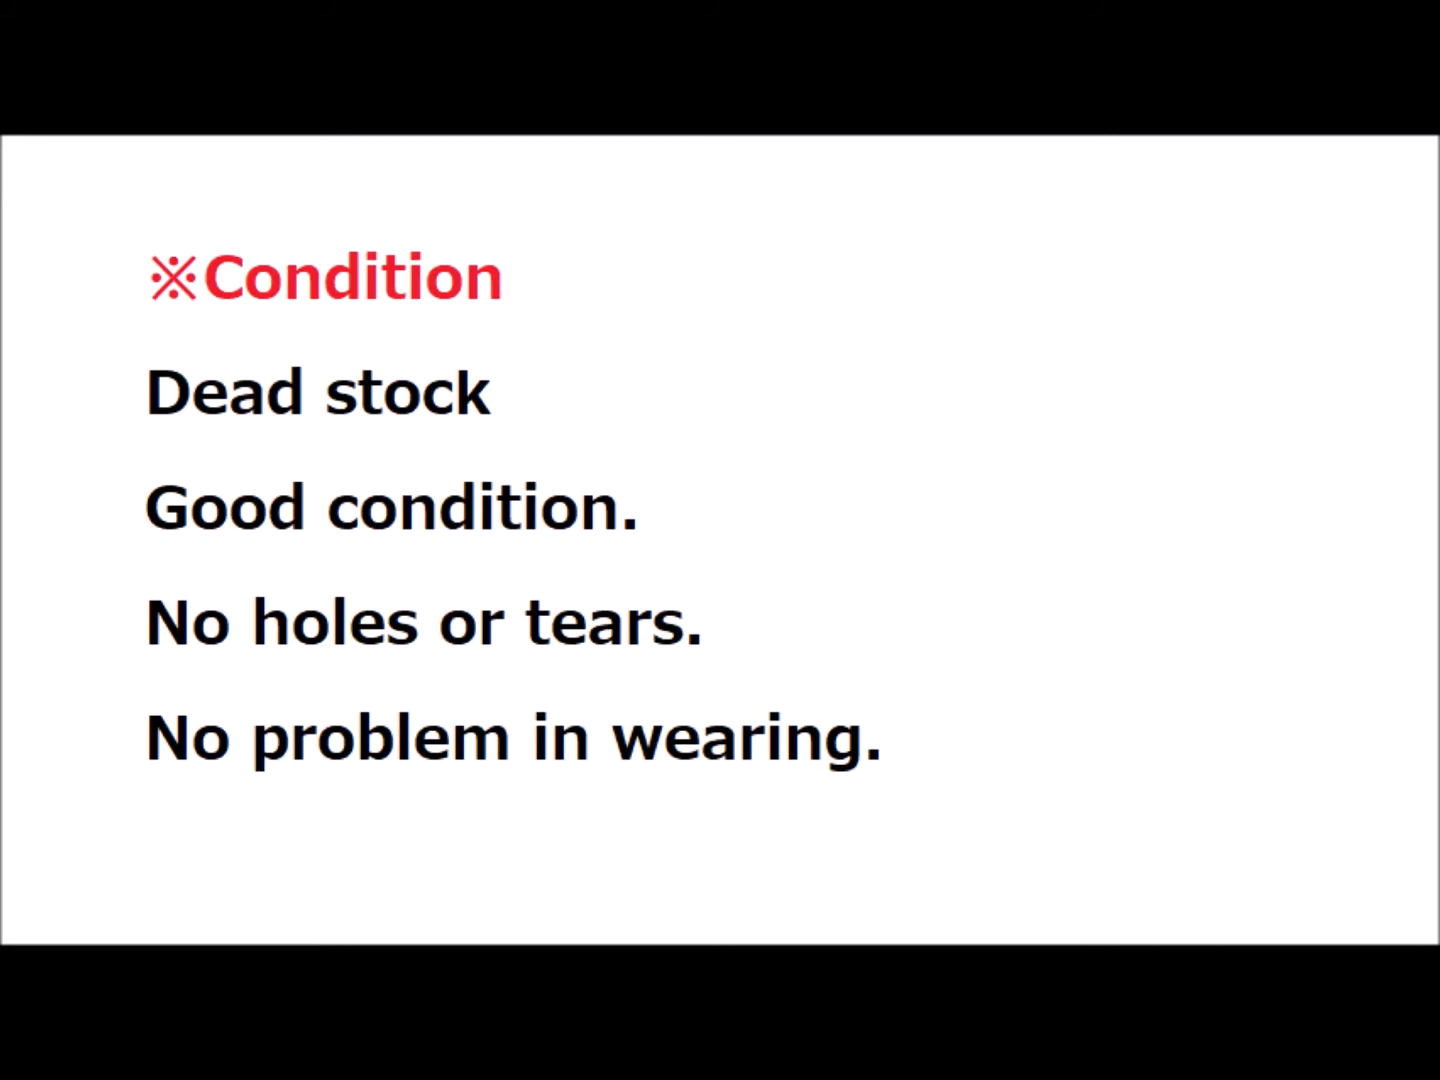 ※Condition
Dead stock
Good condition.
No holes or tears.
No problem in wearing.